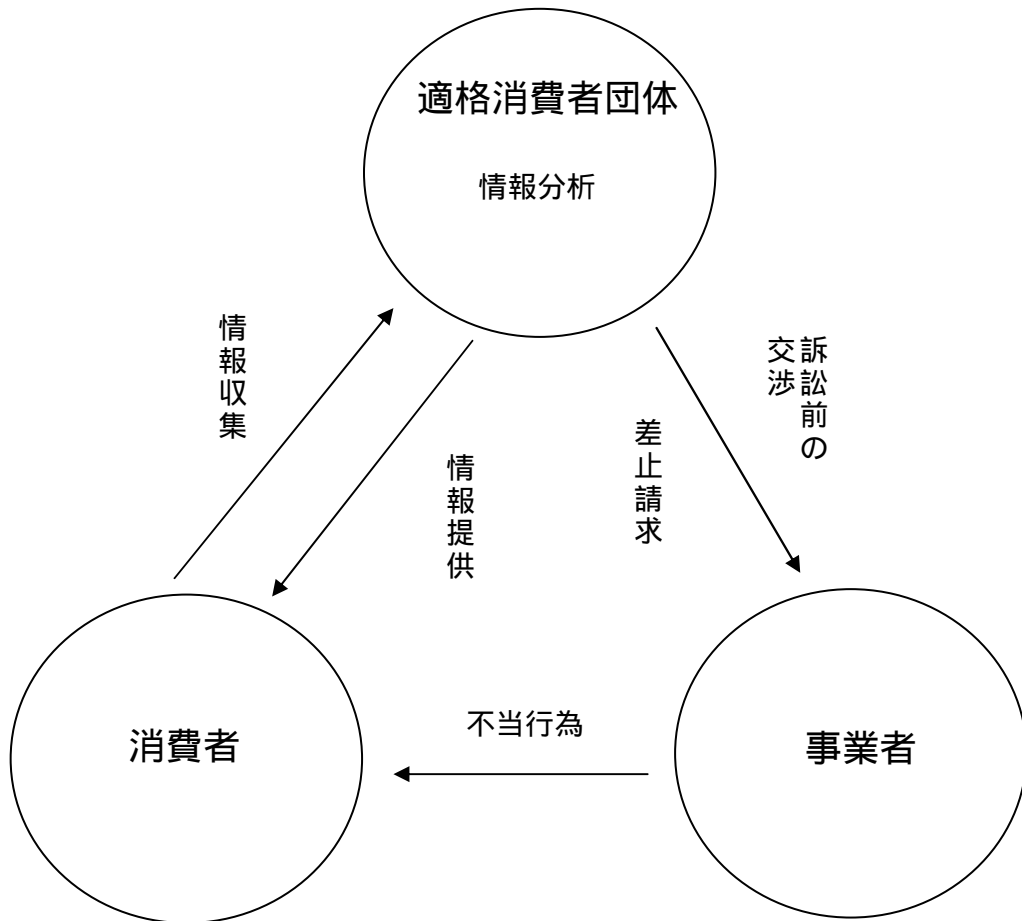 適格消費者団体
情報分析
情報収集
情報提供
差止請求
訴訟前の
交渉
不当行為
消費者
事業者